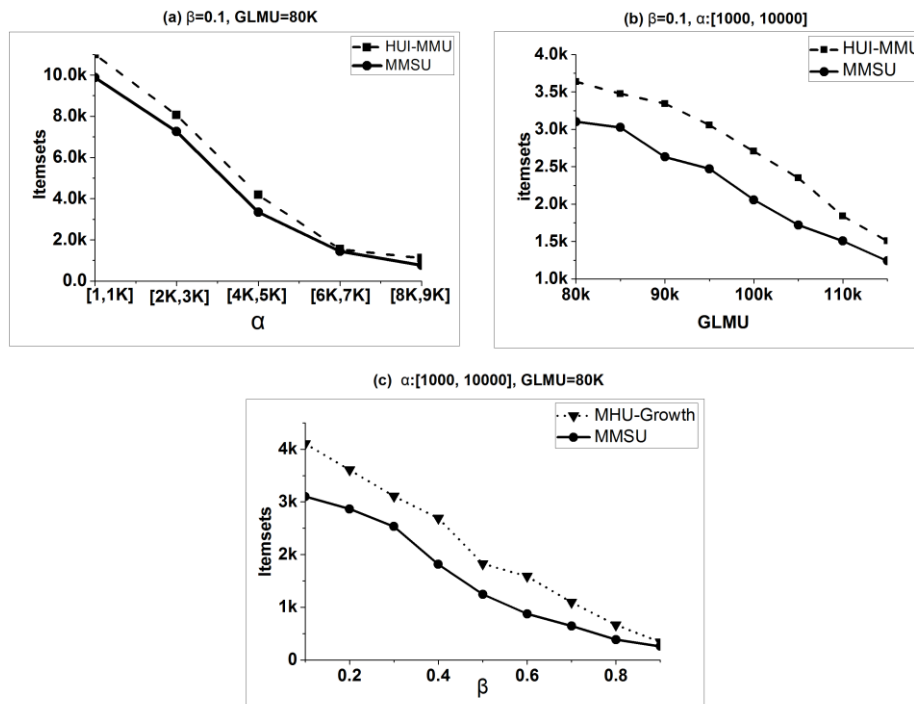 (a) β=0.1, GLMU=80K
HUI-MMU
MMSU
10.0k
8.0k
6.0k
4.0k
2.0k
0.0
Itemsets
[1,1K] [2K,3K] [4K,5K] [6K,7K] [8K,9K]
α
(b) β=0.1, α:[1000, 10000]
HUI-MMU
MMSU
4.0k
3.5k
3.0k
2.5k
2.0k
1.5k
1.0k
itemsets
80k 90k 100k 110k
GLMU
(c) α:[1000, 10000], GLMU=80K
MHU-Growth
MMSU
4k
3k
2k
1k
0
Itemsets
0.2 0.4 0.6 0.8
β